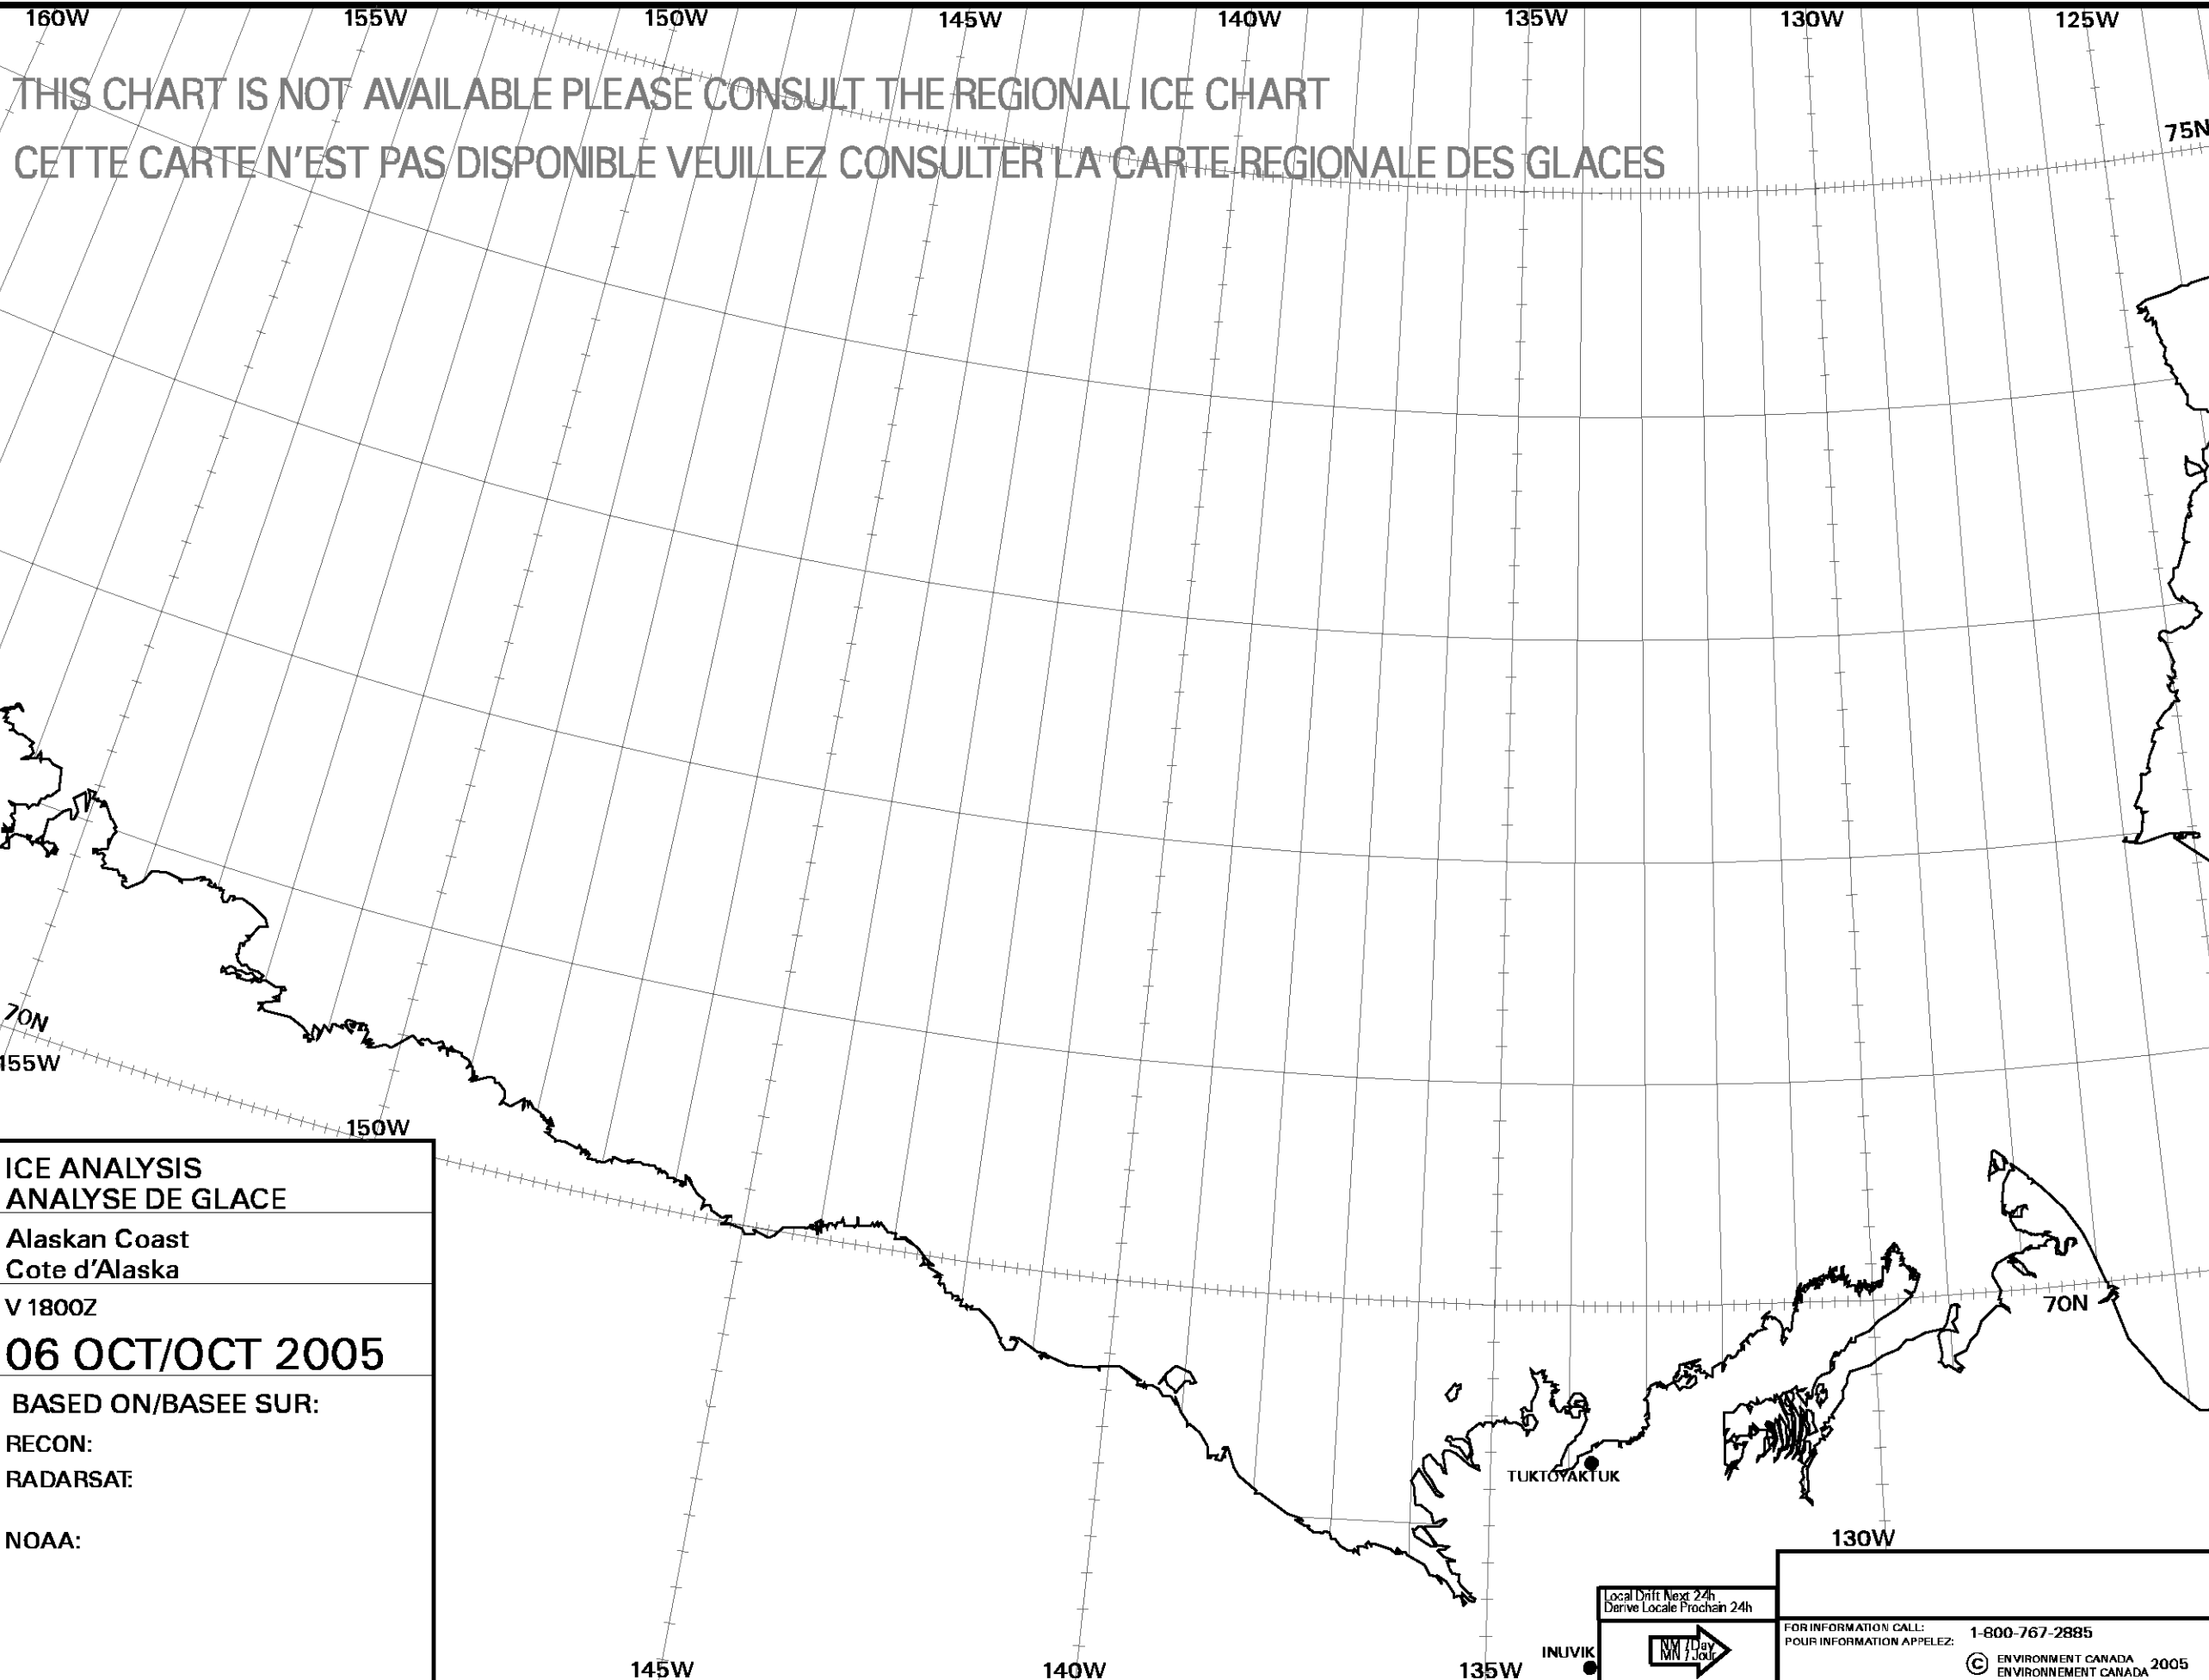 160W 155W 150W 145W 140W 135W 130W 125W
THIS CHART IS NOT AVAILABLE PLEASE CONSULT THE REGIONAL ICE CHART
75N
CETTE CARTE N'EST PAS DISPONIBLE VEUILLEZ CONSULTER LA CARTE REGIONALE DES GLACES
70N
155W
150W
ICE ANALYSIS
ANALYSE DE GLACE
Alaskan Coast
Cote d'Alaska
V 1800Z
06 OCT/OCT 2005
BASED ON/BASEE SUR:
RECON:
RADARSAT:
NOAA:
70N
TUKTOYAKTUK
130W
Local Drift Next 24h
Derive Locale Prochain 24h
NM / Day
MN / Jour
INUVIK
145W 140W 135W
FOR INFORMATION CALL:
POUR INFORMATION APPELEZ:
1-800-767-2885
© ENVIRONMENT CANADA
ENVIRONNEMENT CANADA 2005